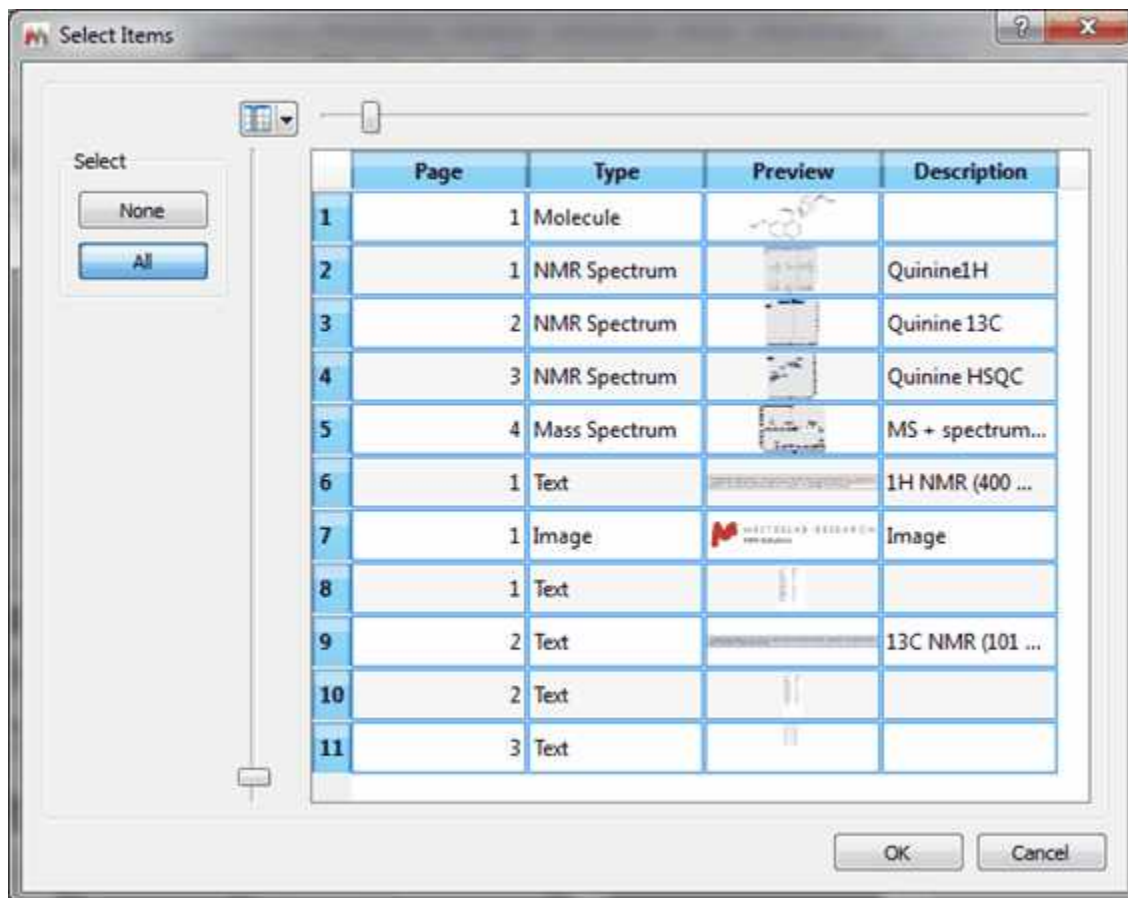 Select Items
Select
None
All
Page Type Preview Description
1 1 Molecule
2 1 NMR Spectrum Quinine1H
3 2 NMR Spectrum Quinine 13C
4 3 NMR Spectrum Quinine HSQC
5 4 Mass Spectrum MS + spectrum...
6 1 Text 1H NMR (400 ...
7 1 Image MESTRELAB RESEARCH Image
8 1 Text
9 2 Text 13C NMR (101 ...
10 2 Text
11 3 Text
OK Cancel